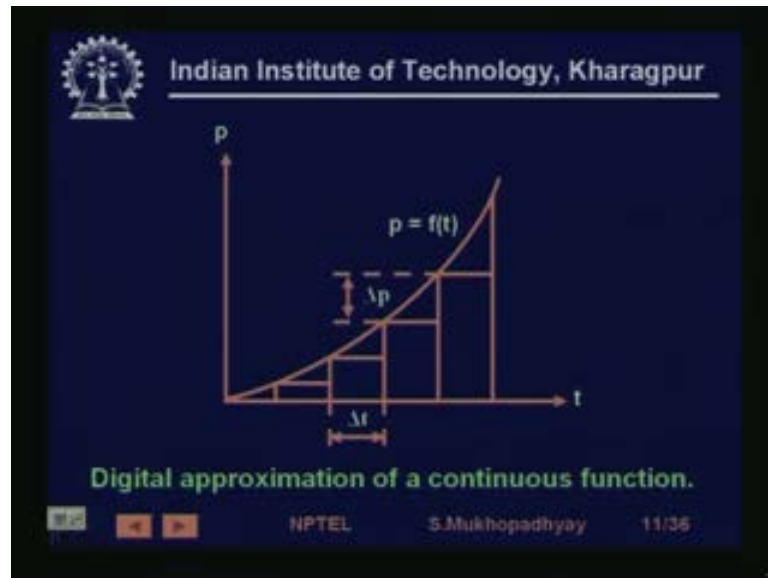 Indian Institute of Technology, Kharagpur
p
p = f(t)
Δp
t
Δt
Digital approximation of a continuous function.
NPTEL S.Mukhopadhyay 11/36